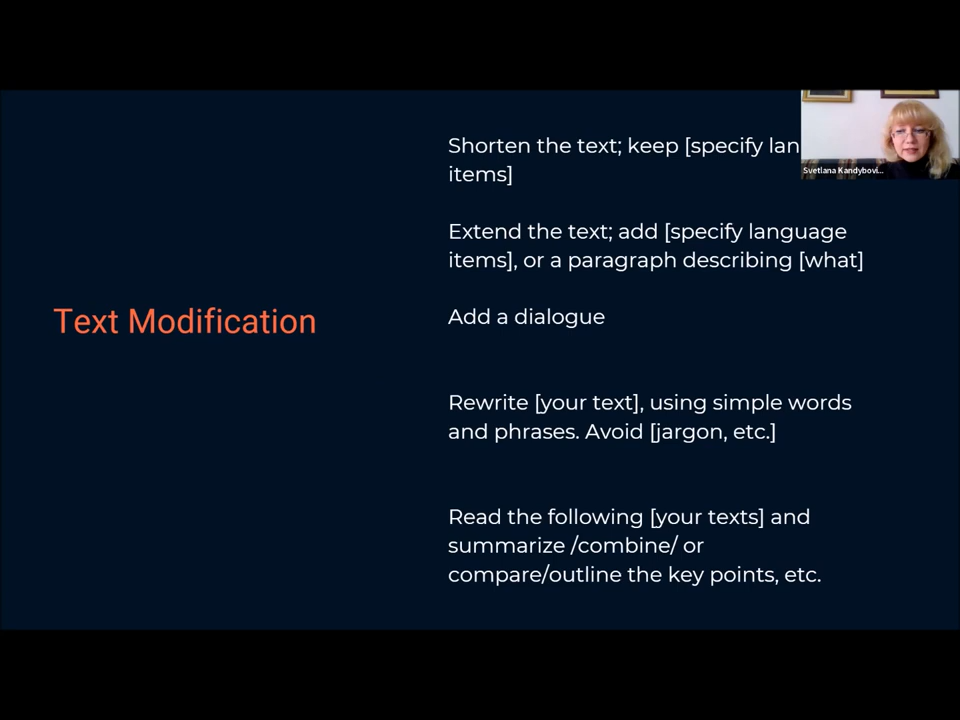 Text Modification
Shorten the text; keep [specify lan
items]
Extend the text; add [specify language
items], or a paragraph describing [what]
Add a dialogue
Rewrite [your text], using simple words
and phrases. Avoid [jargon, etc.]
Read the following [your texts] and
summarize /combine/ or
compare/outline the key points, etc.
Svetlana Kandybovi...